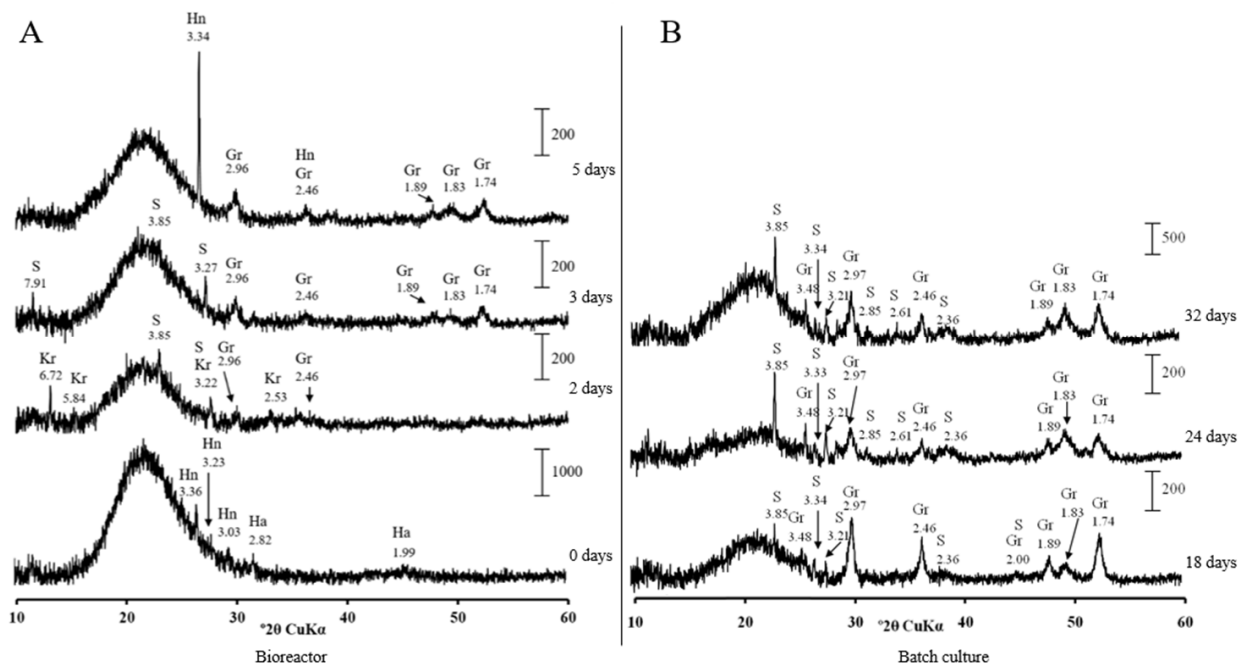 A
Hn
3.34
200
5 days
Gr
2.96
Hn
Gr
2.46
Gr
1.89
Gr
1.83
Gr
1.74
S
3.85
200
3 days
S
7.91
S
3.27
Gr
2.96
Gr
2.46
Gr
1.89
Gr
1.83
Gr
1.74
S
3.85
200
2 days
Kr
6.72
Kr
5.84
S
Kr
3.22
Gr
2.96
Kr
2.53
Gr
2.46
Hn
3.23
1000
0 days
Hn
3.36
Hn
3.03
Ha
2.82
Ha
1.99
10 20 30 40 50 60
°2θ CuKα
Bioreactor
B
S
3.85
500
32 days
Gr
3.48
S
3.34
S
3.21
Gr
2.97
S
2.85
S
2.61
Gr
2.46
S
2.36
Gr
1.89
Gr
1.83
Gr
1.74
S
3.85
200
24 days
Gr
3.48
S
3.33
S
3.21
Gr
2.97
S
2.85
S
2.61
Gr
2.46
S
2.36
Gr
1.89
Gr
1.83
Gr
1.74
S
3.85
200
18 days
Gr
3.48
S
3.34
S
3.21
Gr
2.97
Gr
2.46
S
2.36
S
Gr
2.00
Gr
1.89
Gr
1.83
Gr
1.74
10 20 30 40 50 60
°2θ CuKα
Batch culture